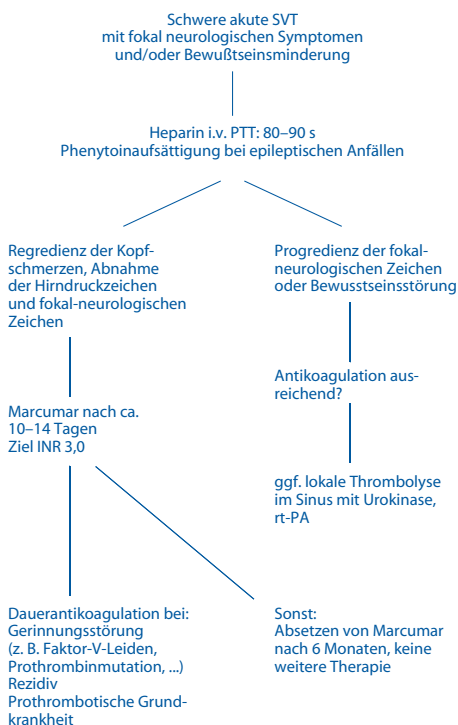 Schwere akute SVT
mit fokal neurologischen Symptomen
und/oder Bewußtseinsminderung
Heparin i.v. PTT: 80–90 s
Phenytoinaufsättigung bei epileptischen Anfällen
Regredienz der Kopf-
schmerzen, Abnahme
der Hirndruckzeichen
und fokal-neurologischen
Zeichen
Progredienz der fokal-
neurologischen Zeichen
oder Bewusstseinsstörung
Antikoagulation aus-
reichend?
Marcumar nach ca.
10–14 Tagen
Ziel INR 3,0
ggf. lokale Thrombolyse
im Sinus mit Urokinase,
rt-PA
Dauerantikoagulation bei:
Gerinnungsstörung
(z. B. Faktor-V-Leiden,
Prothrombinmutation, ...)
Rezidiv
Prothrombotische Grund-
krankheit
Sonst:
Absetzen von Marcumar
nach 6 Monaten, keine
weitere Therapie